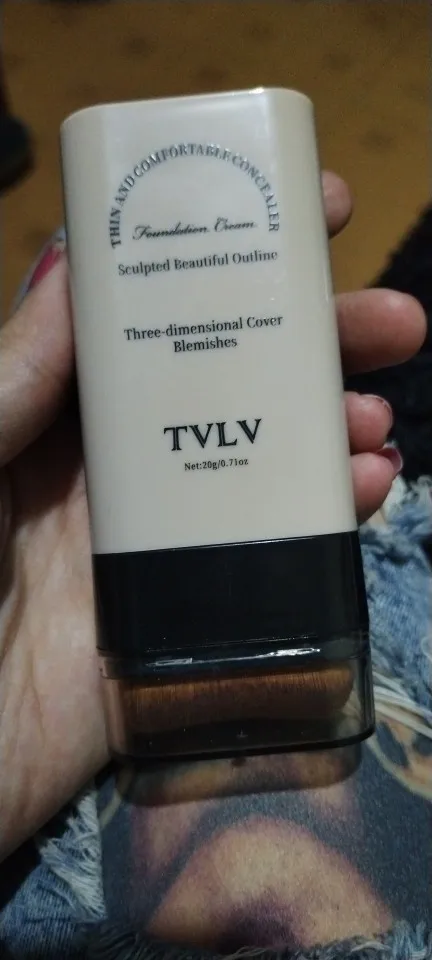 THIN AND COMFORTABLE CONCEALER
Foundation Cream
Sculpted Beautiful Outline
Three-dimensional Cover
Blemishes
TVLV
Net:20g/0.71oz